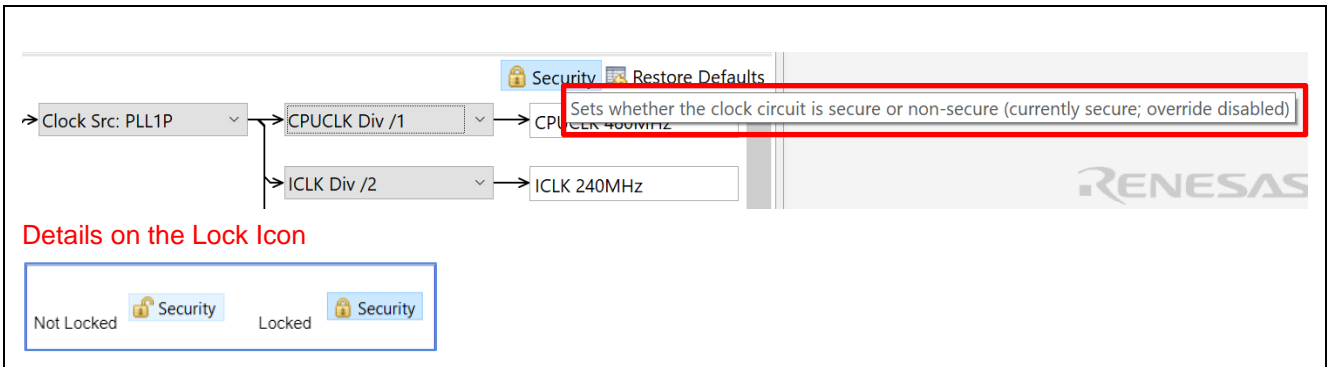 Security Restore Defaults
Sets whether the clock circuit is secure or non-secure (currently secure; override disabled)
Clock Src: PLL1P CPUCLK Div /1 CPUCLK 480MHz
ICLK Div /2 ICLK 240MHz
RENESAS
Details on the Lock Icon
Not Locked Security Locked Security